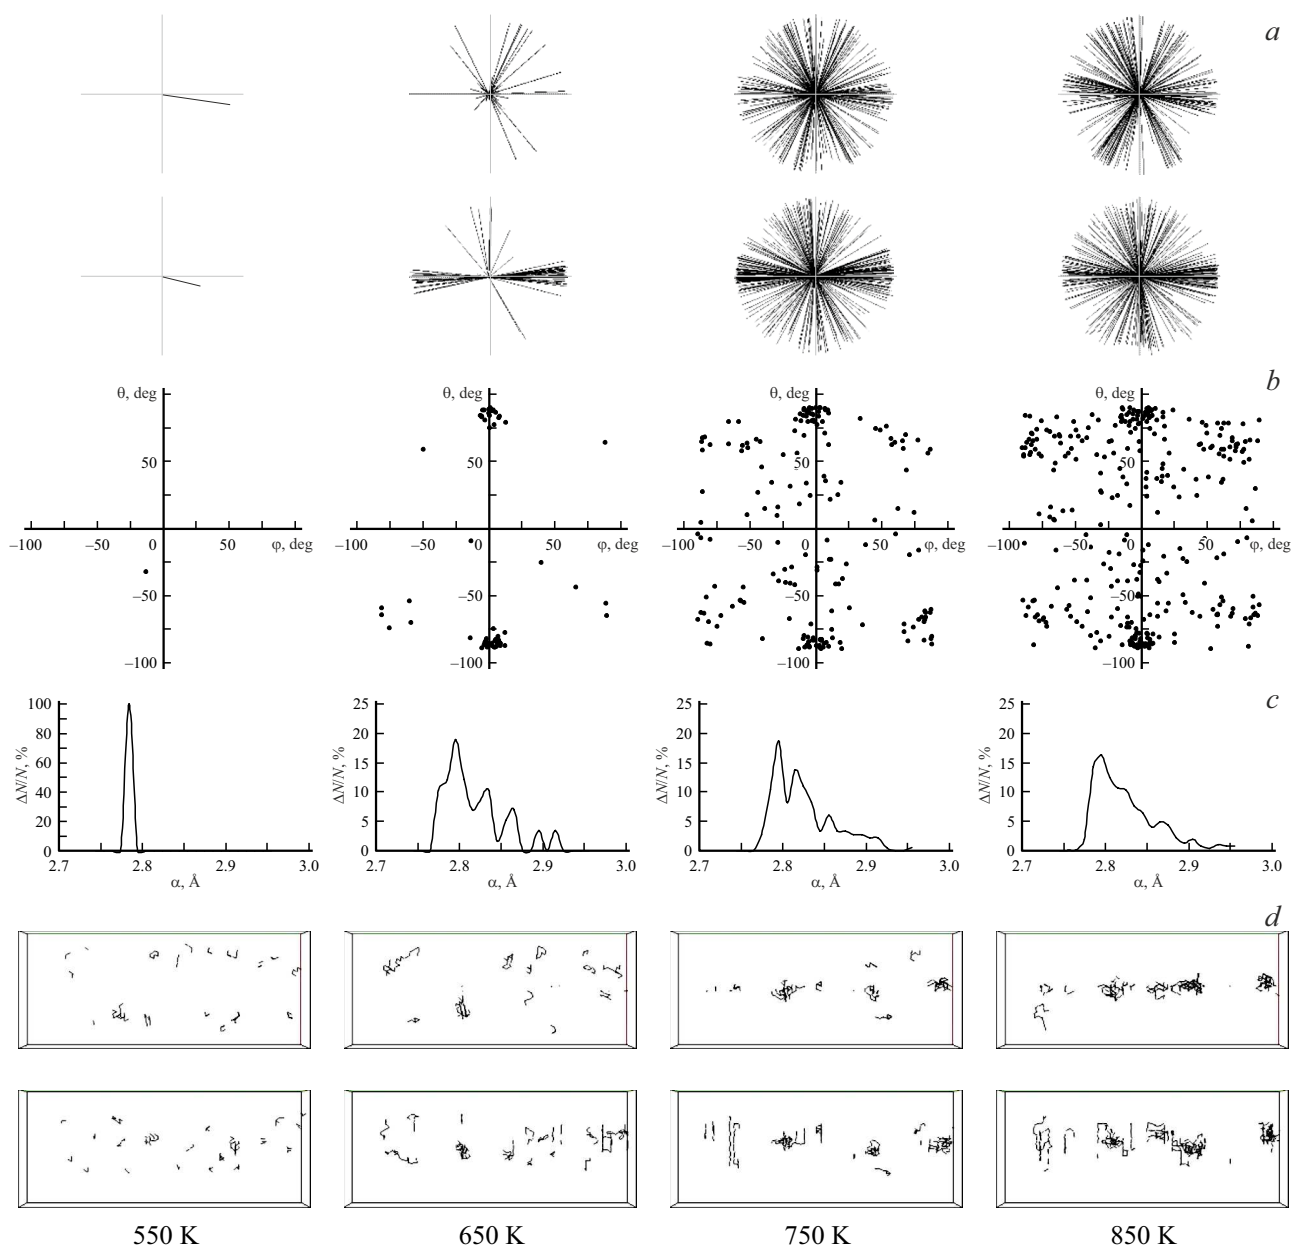 a
b
θ, deg θ, deg θ, deg θ, deg
50 50 50 50
–100 –50 0 50 φ, deg –100 –50 0 50 φ, deg –100 –50 0 50 φ, deg –100 –50 0 50 φ, deg
–50 –50 –50 –50
–100 –100 –100 –100
c
100 25 25 25
80 20 20 20
60 15 15 15
40 10 10 10
20 5 5 5
0 0 0 0
ΔN/N, % ΔN/N, % ΔN/N, % ΔN/N, %
2.7 2.8 2.9 3.0 2.7 2.8 2.9 3.0 2.7 2.8 2.9 3.0 2.7 2.8 2.9 3.0
α, Å α, Å α, Å α, Å
d
550 K 650 K 750 K 850 K